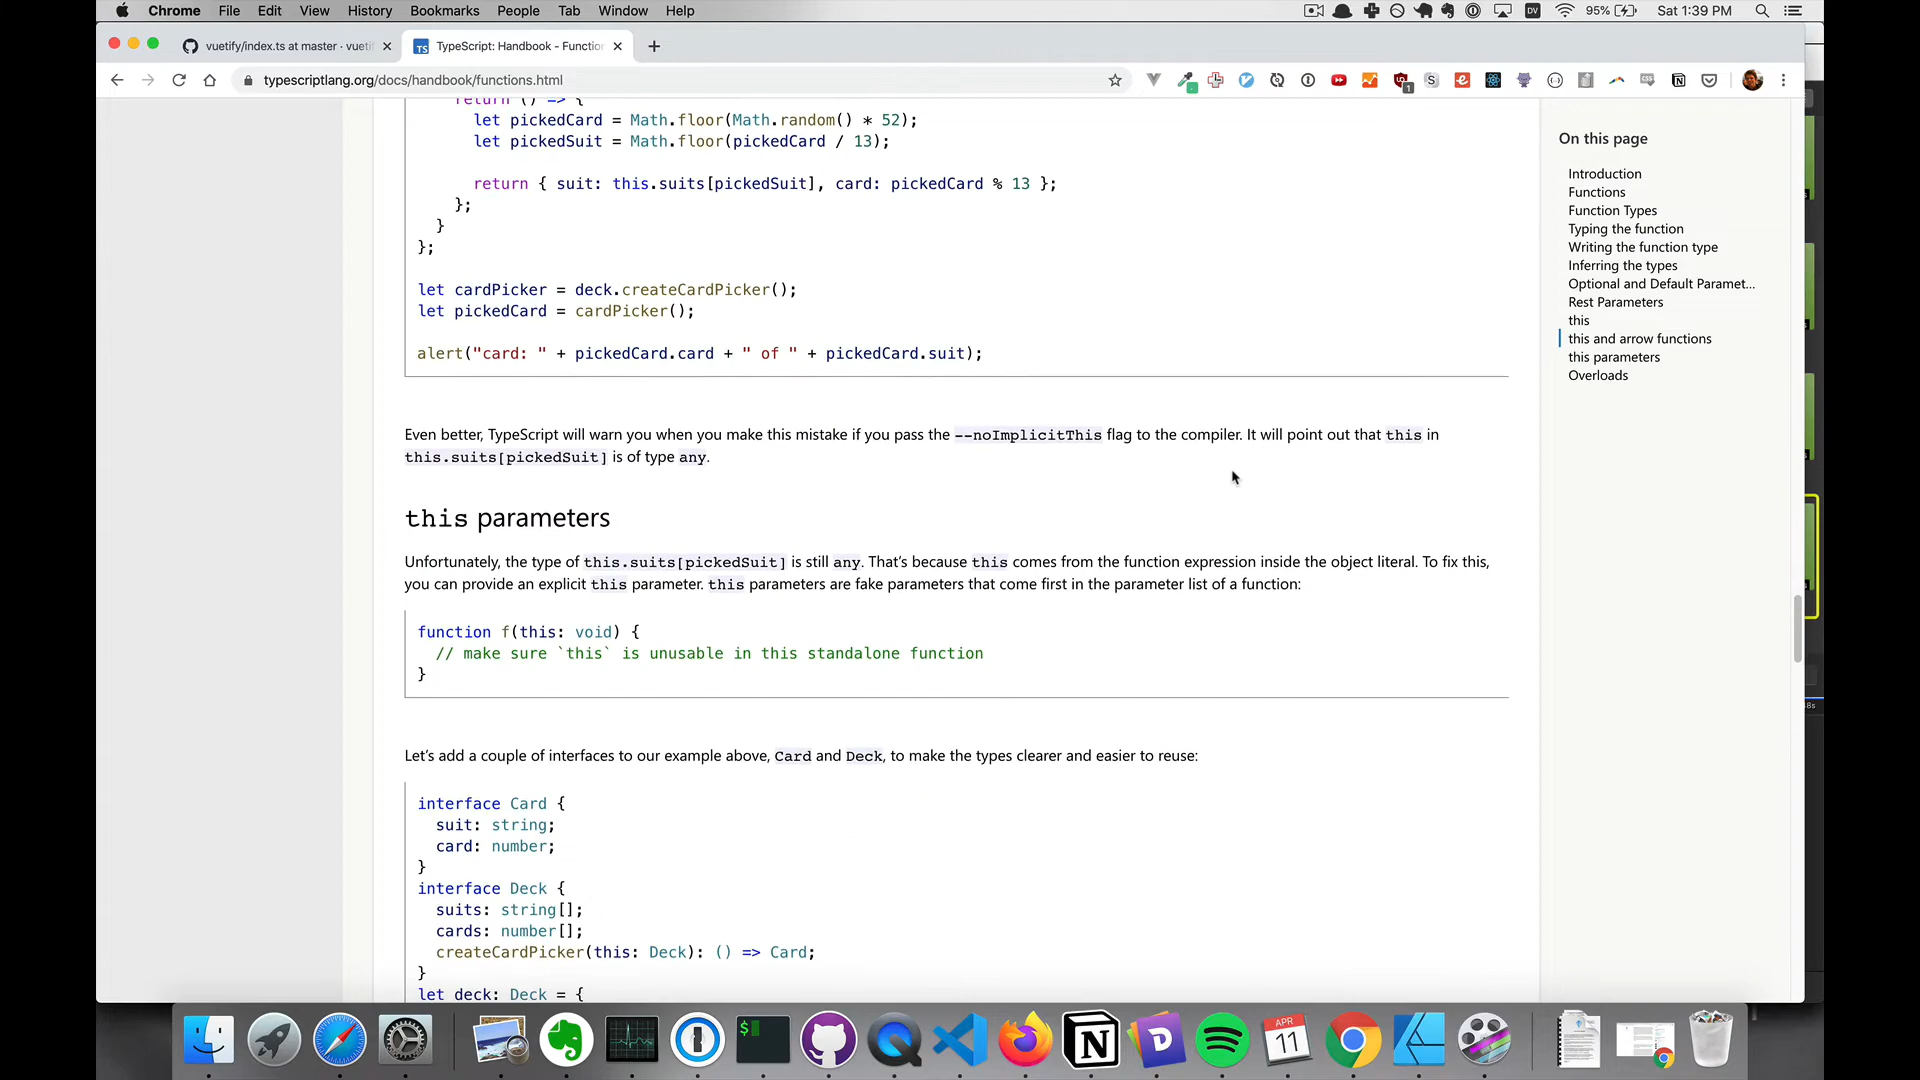 Chrome File Edit View History Bookmarks People Tab Window Help
DV 95% Sat 1:39 PM
vuetify/index.ts at master · vuetif
TS TypeScript: Handbook - Functio
typescriptlang.org/docs/handbook/functions.html
1
return () => {
let pickedCard = Math.floor(Math.random() * 52);
let pickedSuit = Math.floor(pickedCard / 13);
return { suit: this.suits[pickedSuit], card: pickedCard % 13 };
};
}
};
let cardPicker = deck.createCardPicker();
let pickedCard = cardPicker();
alert("card: " + pickedCard.card + " of " + pickedCard.suit);
Even better, TypeScript will warn you when you make this mistake if you pass the --noImplicitThis flag to the compiler. It will point out that this in
this.suits[pickedSuit] is of type any.
this parameters
Unfortunately, the type of this.suits[pickedSuit] is still any. That's because this comes from the function expression inside the object literal. To fix this,
you can provide an explicit this parameter. this parameters are fake parameters that come first in the parameter list of a function:
function f(this: void) {
// make sure `this` is unusable in this standalone function
}
Let's add a couple of interfaces to our example above, Card and Deck, to make the types clearer and easier to reuse:
interface Card {
suit: string;
card: number;
}
interface Deck {
suits: string[];
cards: number[];
createCardPicker(this: Deck): () => Card;
}
let deck: Deck = {
On this page
Introduction
Functions
Function Types
Typing the function
Writing the function type
Inferring the types
Optional and Default Paramet...
Rest Parameters
this
this and arrow functions
this parameters
Overloads
$
N
D
APR
11